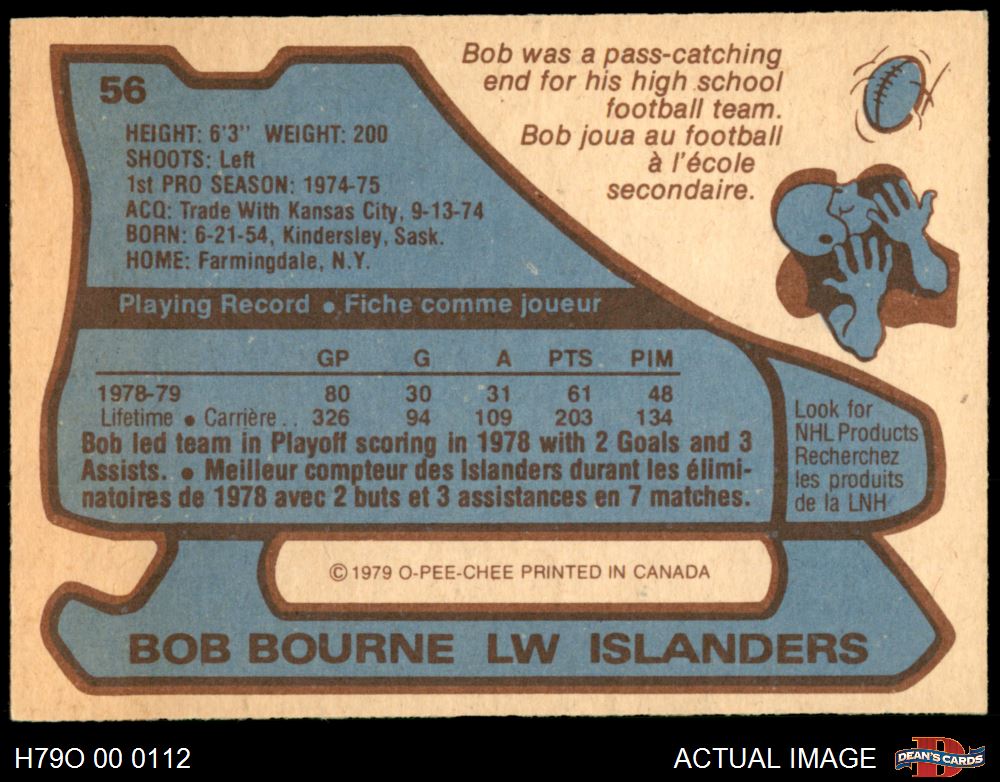 56
Bob was a pass-catching
end for his high school
football team.
Bob joua au football
à l'école
secondaire.
HEIGHT: 6'3" WEIGHT: 200
SHOOTS: Left
1st PRO SEASON: 1974-75
ACQ: Trade With Kansas City, 9-13-74
BORN: 6-21-54, Kindersley, Sask.
HOME: Farmingdale, N.Y.
Playing Record • Fiche comme joueur
GP G A PTS PIM
1978-79 80 30 31 61 48
Lifetime • Carrière.. 326 94 109 203 134
Bob led team in Playoff scoring in 1978 with 2 Goals and 3
Assists. • Meilleur compteur des Islanders durant les élimi-
natoires de 1978 avec 2 buts et 3 assistances en 7 matches.
Look for
NHL Products
Recherchez
les produits
de la LNH
© 1979 O-PEE-CHEE PRINTED IN CANADA
BOB BOURNE LW ISLANDERS
H79O 00 0112
ACTUAL IMAGE
D
DEAN'S CARDS